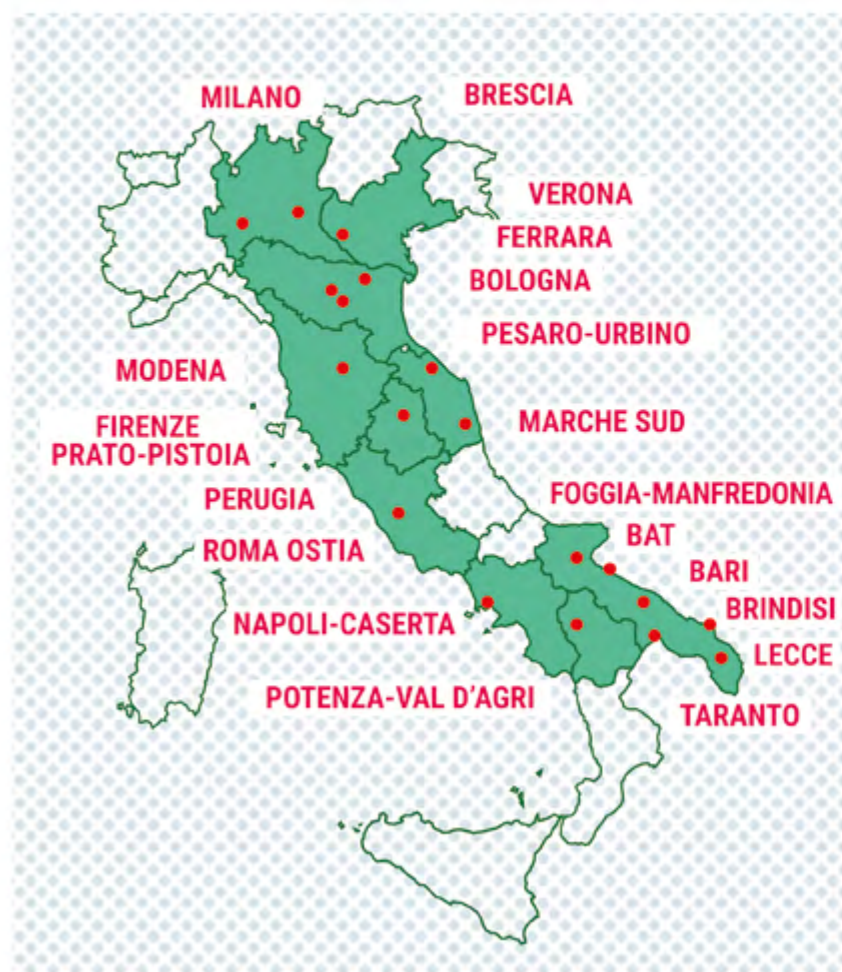 MILANO
BRESCIA
VERONA
FERRARA
BOLOGNA
PESARO-URBINO
MODENA
MARCHE SUD
FIRENZE
PRATO-PISTOIA
PERUGIA
FOGGIA-MANFREDONIA
BAT
ROMA OSTIA
BARI
BRINDISI
NAPOLI-CASERTA
LECCE
POTENZA-VAL D'AGRI
TARANTO